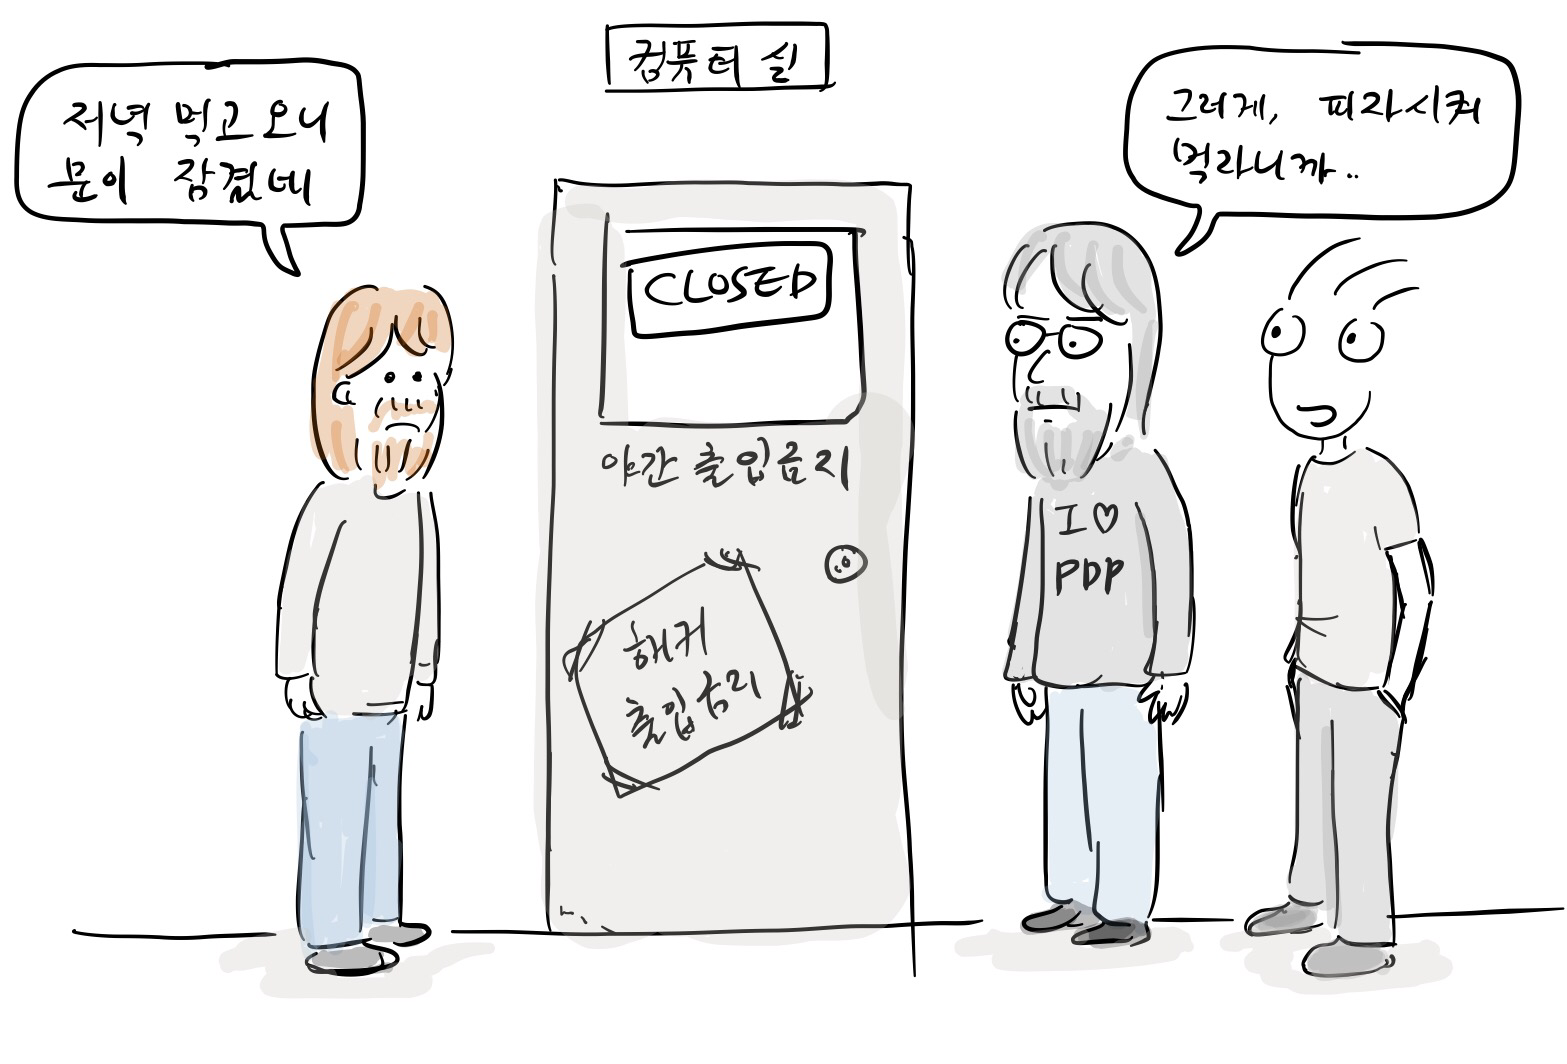 컴퓨터 실
저녁 먹고 오니
문이 잠겼네
그러게, 피자시켜
먹라니까..
CLOSED
야간 출입금지
I ♡
PDP
해커
출입금지